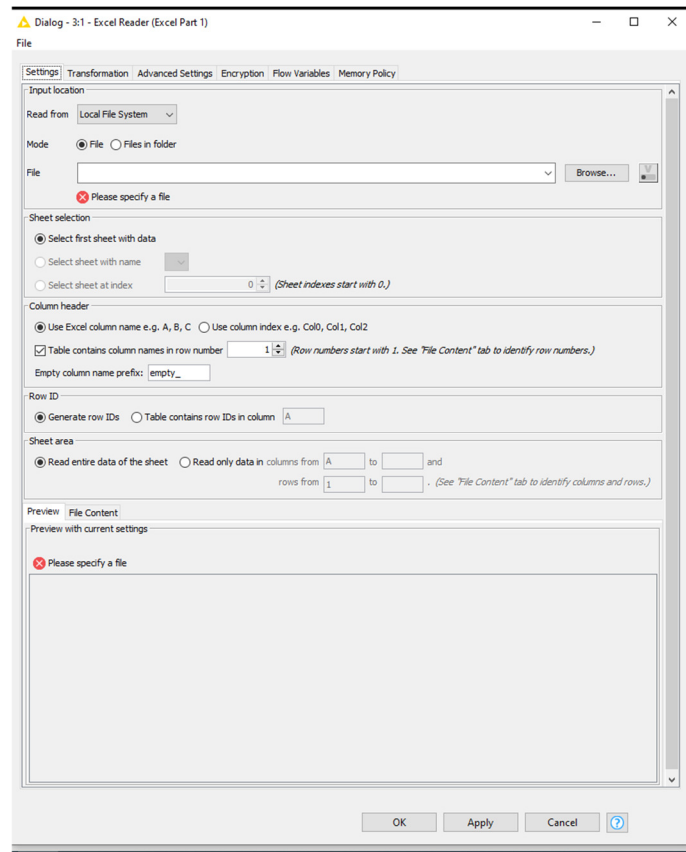 Dialog - 3:1 - Excel Reader (Excel Part 1)
File
Settings Transformation Advanced Settings Encryption Flow Variables Memory Policy
Input location
Read from Local File System
Mode File Files in folder
File Browse... V
Please specify a file
Sheet selection
Select first sheet with data
Select sheet with name
Select sheet at index 0 (Sheet indexes start with 0.)
Column header
Use Excel column name e.g. A, B, C Use column index e.g. Col0, Col1, Col2
Table contains column names in row number 1 (Row numbers start with 1. See "File Content" tab to identify row numbers.)
Empty column name prefix: empty_
Row ID
Generate row IDs Table contains row IDs in column A
Sheet area
Read entire data of the sheet Read only data in columns from A to and
rows from 1 to . (See "File Content" tab to identify columns and rows.)
Preview File Content
Preview with current settings
Please specify a file
OK Apply Cancel ?